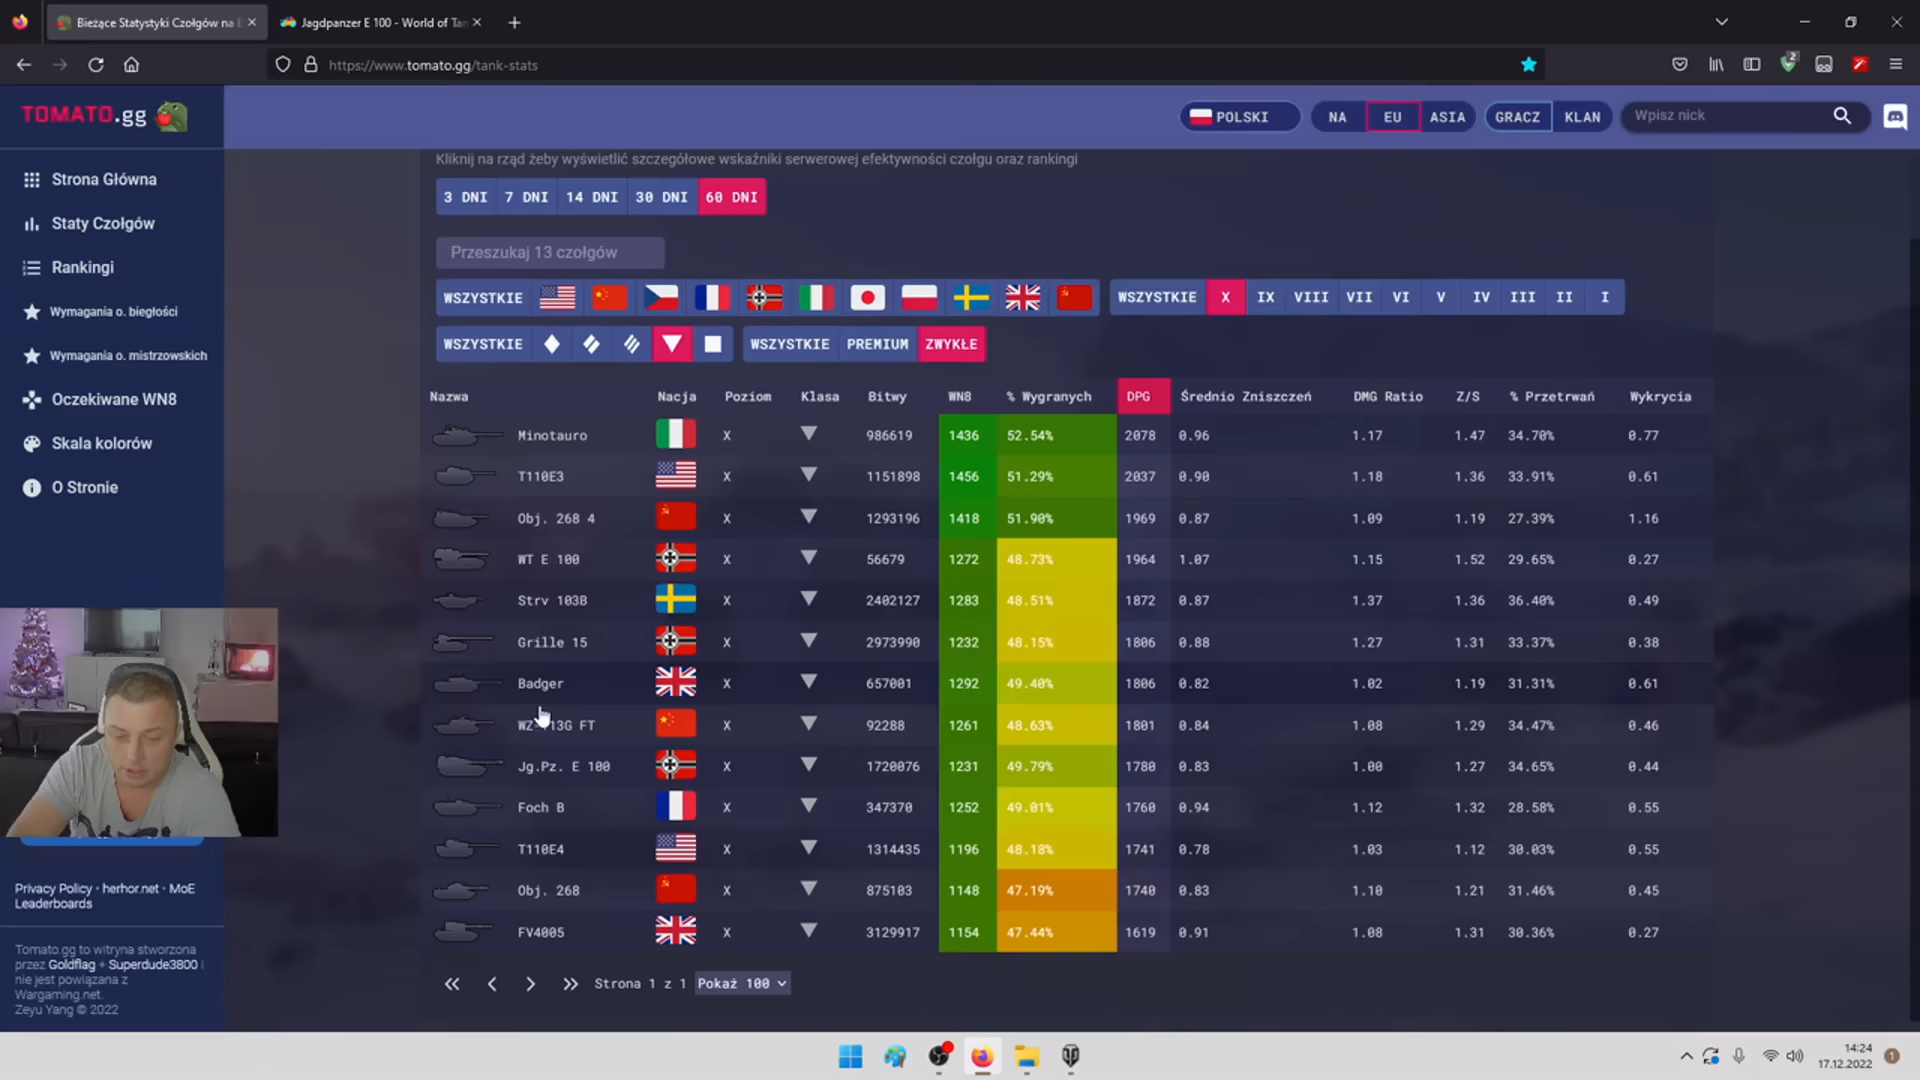 Bieżące Statystyki Czołgów na E
Jagdpanzer E 100 - World of Tan
https://www.tomato.gg/tank-stats
2
TOMATO.gg
POLSKI
NA
EU
ASIA
GRACZ
KLAN
Wpisz nick
Strona Główna
Staty Czołgów
Rankingi
Wymagania o. biegłości
Wymagania o. mistrzowskich
Oczekiwane WN8
Skala kolorów
O Stronie
Privacy Policy • herhor.net • MoE
Leaderboards
Tomato.gg to witryna stworzona
przez Goldflag + Superdude3800 i
nie jest powiązana z
Wargaming.net.
Zeyu Yang © 2022
Kliknij na rząd żeby wyświetlić szczegółowe wskaźniki serwerowej efektywności czołgu oraz rankingi
3 DNI 7 DNI 14 DNI 30 DNI 60 DNI
Przeszukaj 13 czołgów
WSZYSTKIE
WSZYSTKIE X IX VIII VII VI V IV III II I
WSZYSTKIE
WSZYSTKIE PREMIUM ZWYKŁE
Nazwa Nacja Poziom Klasa Bitwy WN8 % Wygranych DPG Średnio Zniszczeń DMG Ratio Z/S % Przetrwań Wykrycia
Minotauro X 986619 1436 52.54% 2078 0.96 1.17 1.47 34.70% 0.77
T110E3 X 1151898 1456 51.29% 2037 0.90 1.18 1.36 33.91% 0.61
Obj. 268 4 X 1293196 1418 51.90% 1969 0.87 1.09 1.19 27.39% 1.16
WT E 100 X 56679 1272 48.73% 1964 1.07 1.15 1.52 29.65% 0.27
Strv 103B X 2402127 1283 48.51% 1872 0.87 1.37 1.36 36.40% 0.49
Grille 15 X 2973990 1232 48.15% 1806 0.88 1.27 1.31 33.37% 0.38
Badger X 657001 1292 49.40% 1806 0.82 1.02 1.19 31.31% 0.61
WZ-113G FT X 92288 1261 48.63% 1801 0.84 1.08 1.29 34.47% 0.46
Jg.Pz. E 100 X 1720076 1231 49.79% 1780 0.83 1.00 1.27 34.65% 0.44
Foch B X 347370 1252 49.01% 1760 0.94 1.12 1.32 28.58% 0.55
T110E4 X 1314435 1196 48.18% 1741 0.78 1.03 1.12 30.03% 0.55
Obj. 268 X 875103 1148 47.19% 1740 0.83 1.10 1.21 31.46% 0.45
FV4005 X 3129917 1154 47.44% 1619 0.91 1.08 1.31 30.36% 0.27
Strona 1 z 1 Pokaż 100
14:24
17.12.2022
1